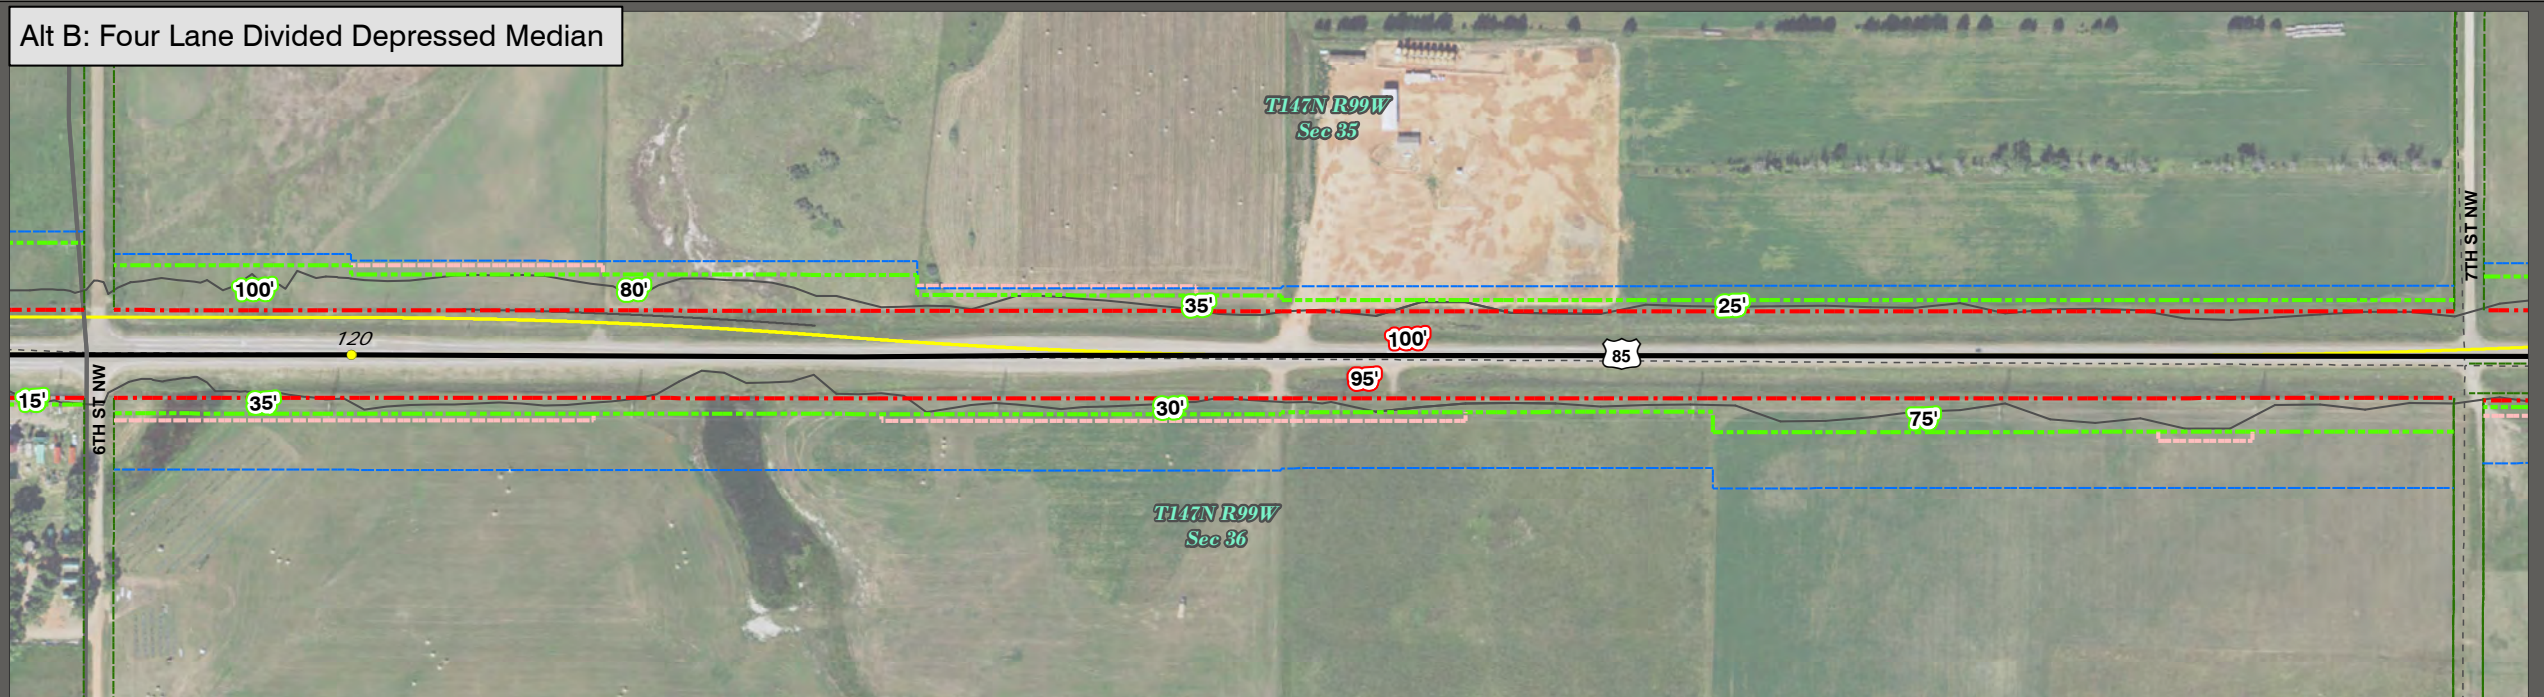 Alt B: Four Lane Divided Depressed Median
T147N R99W
Sec 35
7TH ST NW
100'
80'
35'
25'
120
100'
85
95'
6TH ST NW
15'
35'
30'
75'
T147N R99W
Sec 36